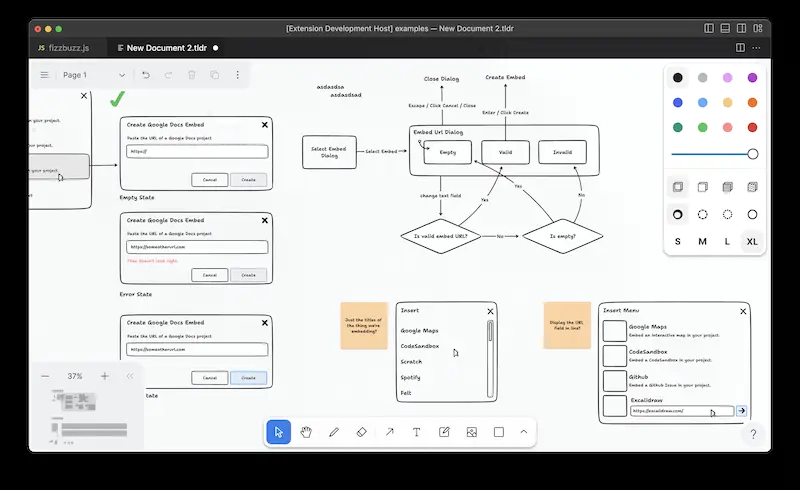 [Extension Development Host] examples — New Document 2.tldr
JS fizzbuzz.js
New Document 2.tldr
Page 1
in your project.
your project.
t your project.
Create Google Docs Embed
Paste the URL of a Google Docs project
https://
Cancel
Create
Empty State
Create Google Docs Embed
Paste the URL of a Google Docs project
https://someotherurl.com
That doesn't look right.
Cancel
Create
Error State
Create Google Docs Embed
Paste the URL of a Google Docs project
https://someotherurl.com
Cancel
Create
State
asdasdsa
asdasdsad
Close Dialog
Create Embed
Escape / Click Cancel / Close
Enter / Click Create
Select Embed
Dialog
Select Embed
Embed Url Dialog
Empty
Valid
Invalid
change text field
Yes
Yes
No
Is valid embed URL?
No
Is empty?
Just the titles of
the thing we're
embedding?
Insert
Google Maps
CodeSandbox
Scratch
Spotify
Felt
Display the URL
field in line?
Insert Menu
Google Maps
Embed an interactive map in your project.
CodeSandbox
Embed a CodeSandbox in your project.
Github
Embed a Github Issue in your project.
Excalidraw
https://excalidraw.com/
S M L XL
37%
?